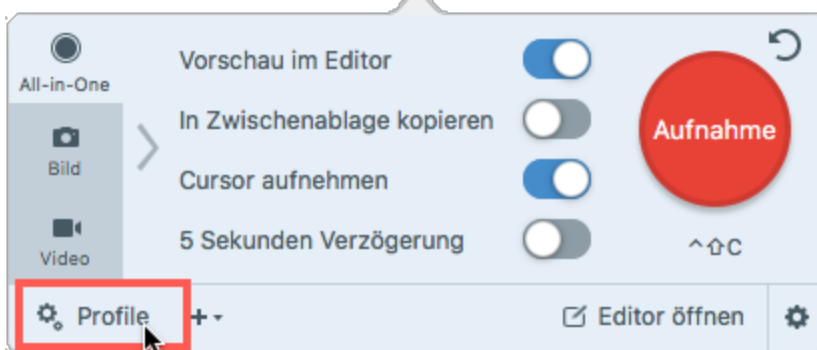 All-in-One
Bild
Video
Vorschau im Editor
In Zwischenablage kopieren
Cursor aufnehmen
5 Sekunden Verzögerung
Aufnahme
^⇧C
Profile
Editor öffnen